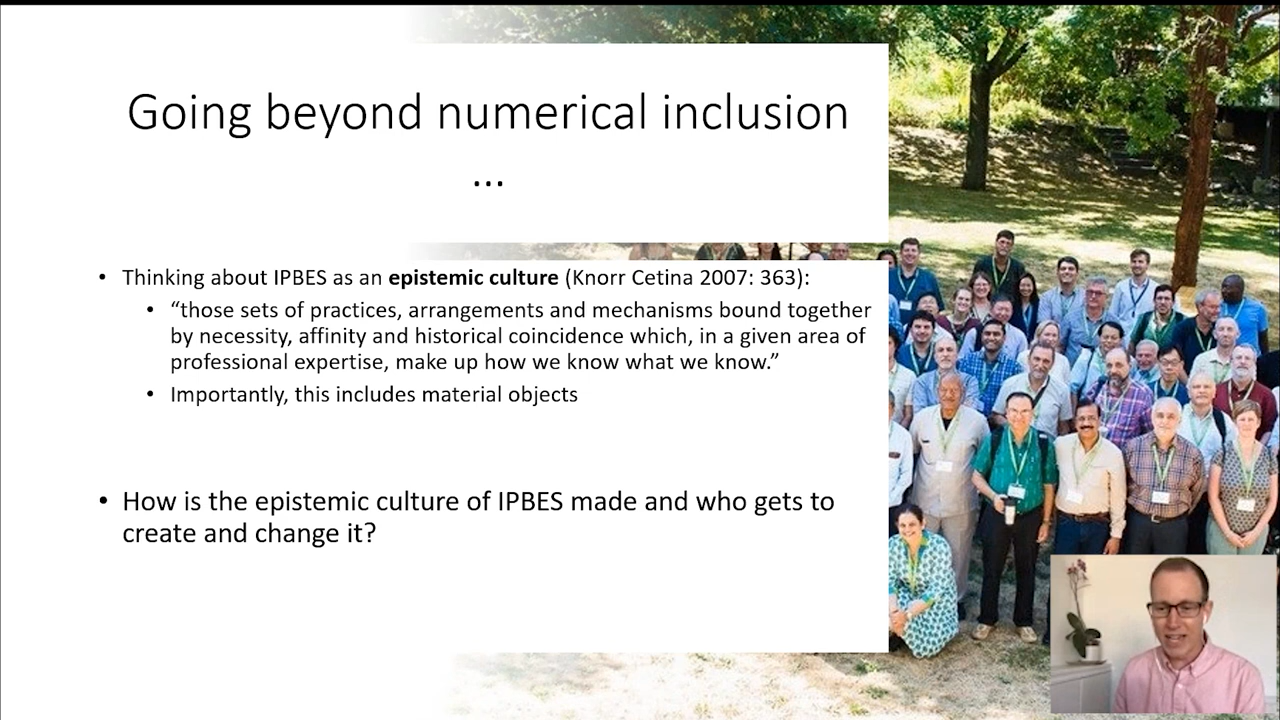 Going beyond numerical inclusion
...
• Thinking about IPBES as an epistemic culture (Knorr Cetina 2007: 363):
• “those sets of practices, arrangements and mechanisms bound together
by necessity, affinity and historical coincidence which, in a given area of
professional expertise, make up how we know what we know.”
• Importantly, this includes material objects
• How is the epistemic culture of IPBES made and who gets to
create and change it?